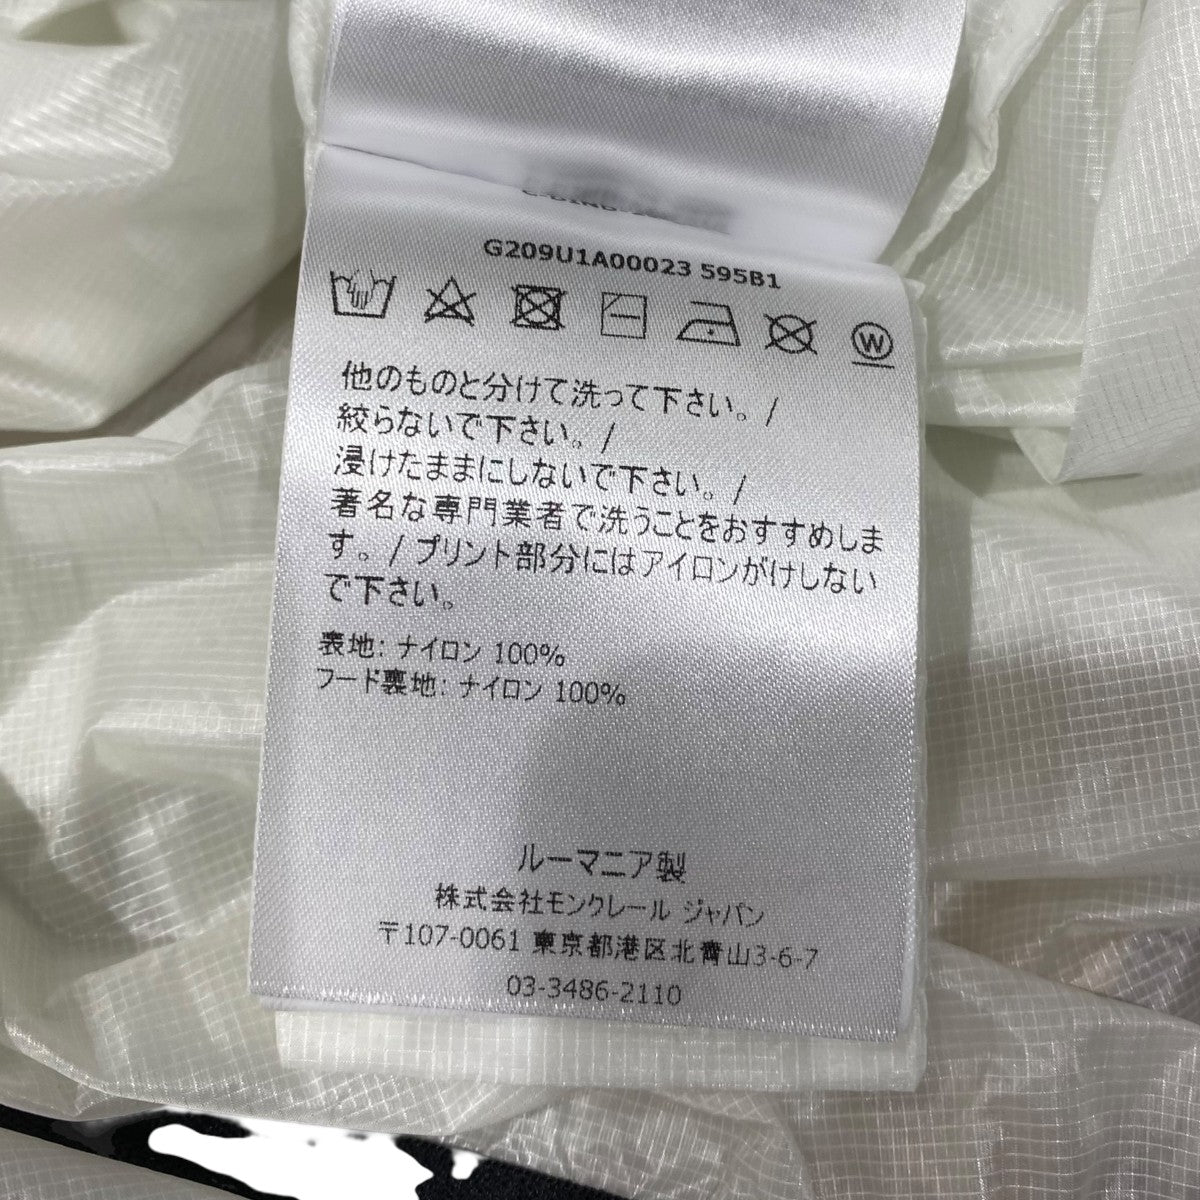 G209U1A00023 595B1
W
他のものと分けて洗って下さい。/
絞らないで下さい。/
浸けたままにしないで下さい。/
著名な専門業者で洗うことをおすすめしま
す。/ プリント部分にはアイロンがけしない
で下さい。
表地: ナイロン 100%
フード裏地: ナイロン 100%
ルーマニア製
株式会社モンクレール ジャパン
〒107-0061 東京都港区北青山3-6-7
03-3486-2110